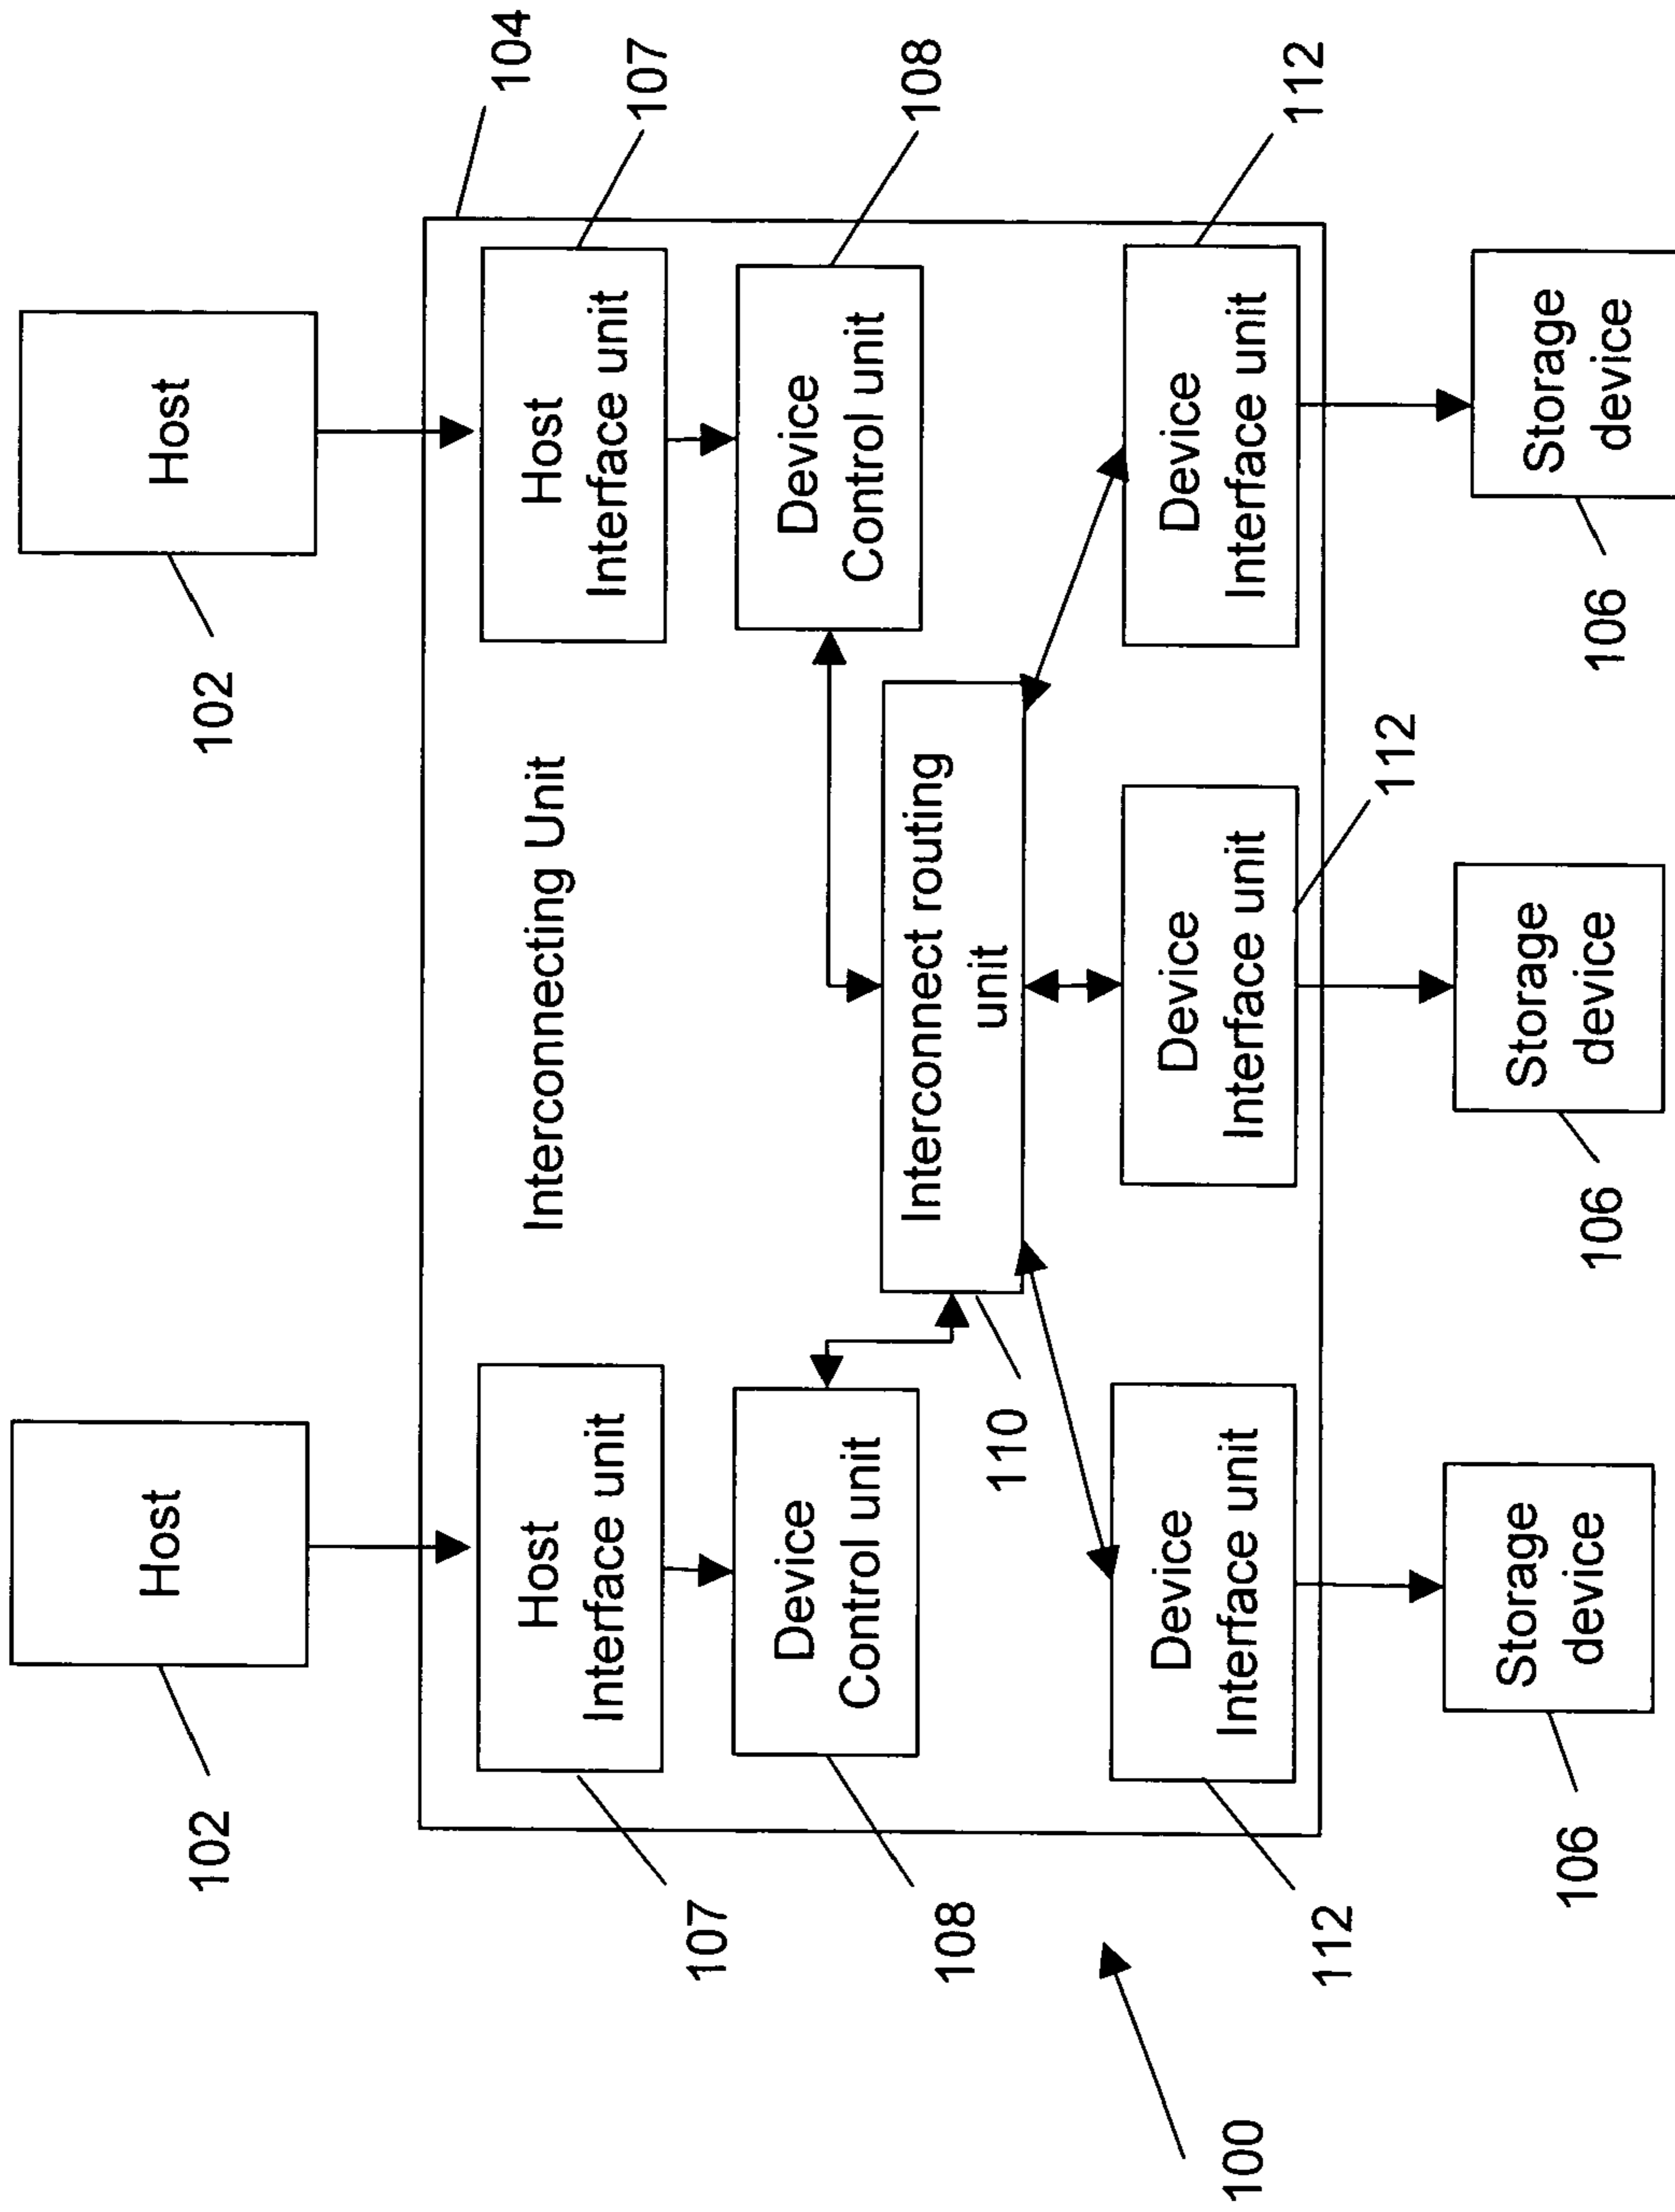 Host
Host
102
102
104
Host
Interface unit
Interconnecting Unit
Host
Interface unit
107
107
Device
Control unit
Device
Control unit
108
108
Interconnect routing
unit
110
Device
Interface unit
Device
Interface unit
Device
Interface unit
112
112
112
100
Storage
device
Storage
device
Storage
device
106
106
106